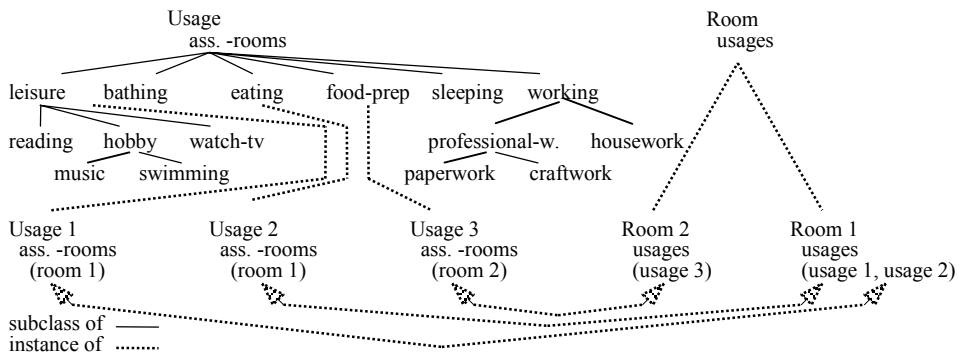 Usage Room
ass. -rooms usages
leisure bathing eating food-prep sleeping working
reading hobby watch-tv professional-w. housework
music swimming paperwork craftwork
Usage 1 Usage 2 Usage 3 Room 2 Room 1
ass. -rooms ass. -rooms ass. -rooms usages usages
(room 1) (room 1) (room 2) (usage 3) (usage 1, usage 2)
subclass of
instance of